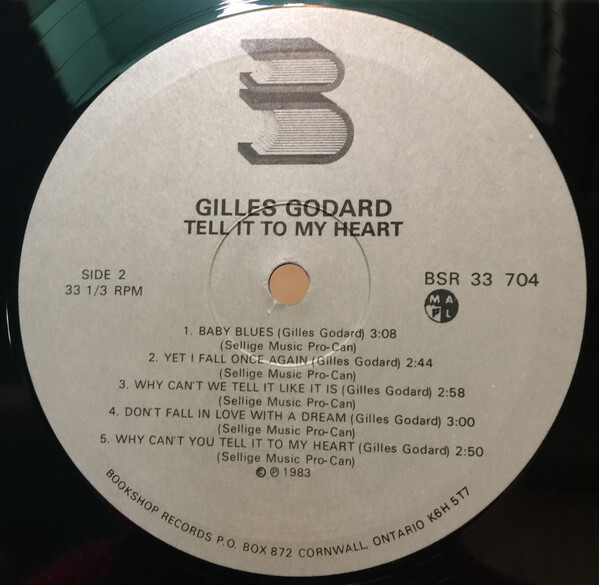 GILLES GODARD
TELL IT TO MY HEART
SIDE 2
33 1/3 RPM
BSR 33 704
M A
P L
1. BABY BLUES (Gilles Godard) 3:08
(Sellige Music Pro-Can)
2. YET I FALL ONCE AGAIN (Gilles Godard) 2:44
(Sellige Music Pro-Can)
3. WHY CAN'T WE TELL IT LIKE IT IS (Gilles Godard) 2:58
(Sellige Music Pro-Can)
4. DON'T FALL IN LOVE WITH A DREAM (Gilles Godard) 3:00
(Sellige Music Pro-Can)
5. WHY CAN'T YOU TELL IT TO MY HEART (Gilles Godard) 2:50
(Sellige Music Pro-Can)
© ℗ 1983
BOOKSHOP RECORDS P.O. BOX 872 CORNWALL, ONTARIO K6H 5T7